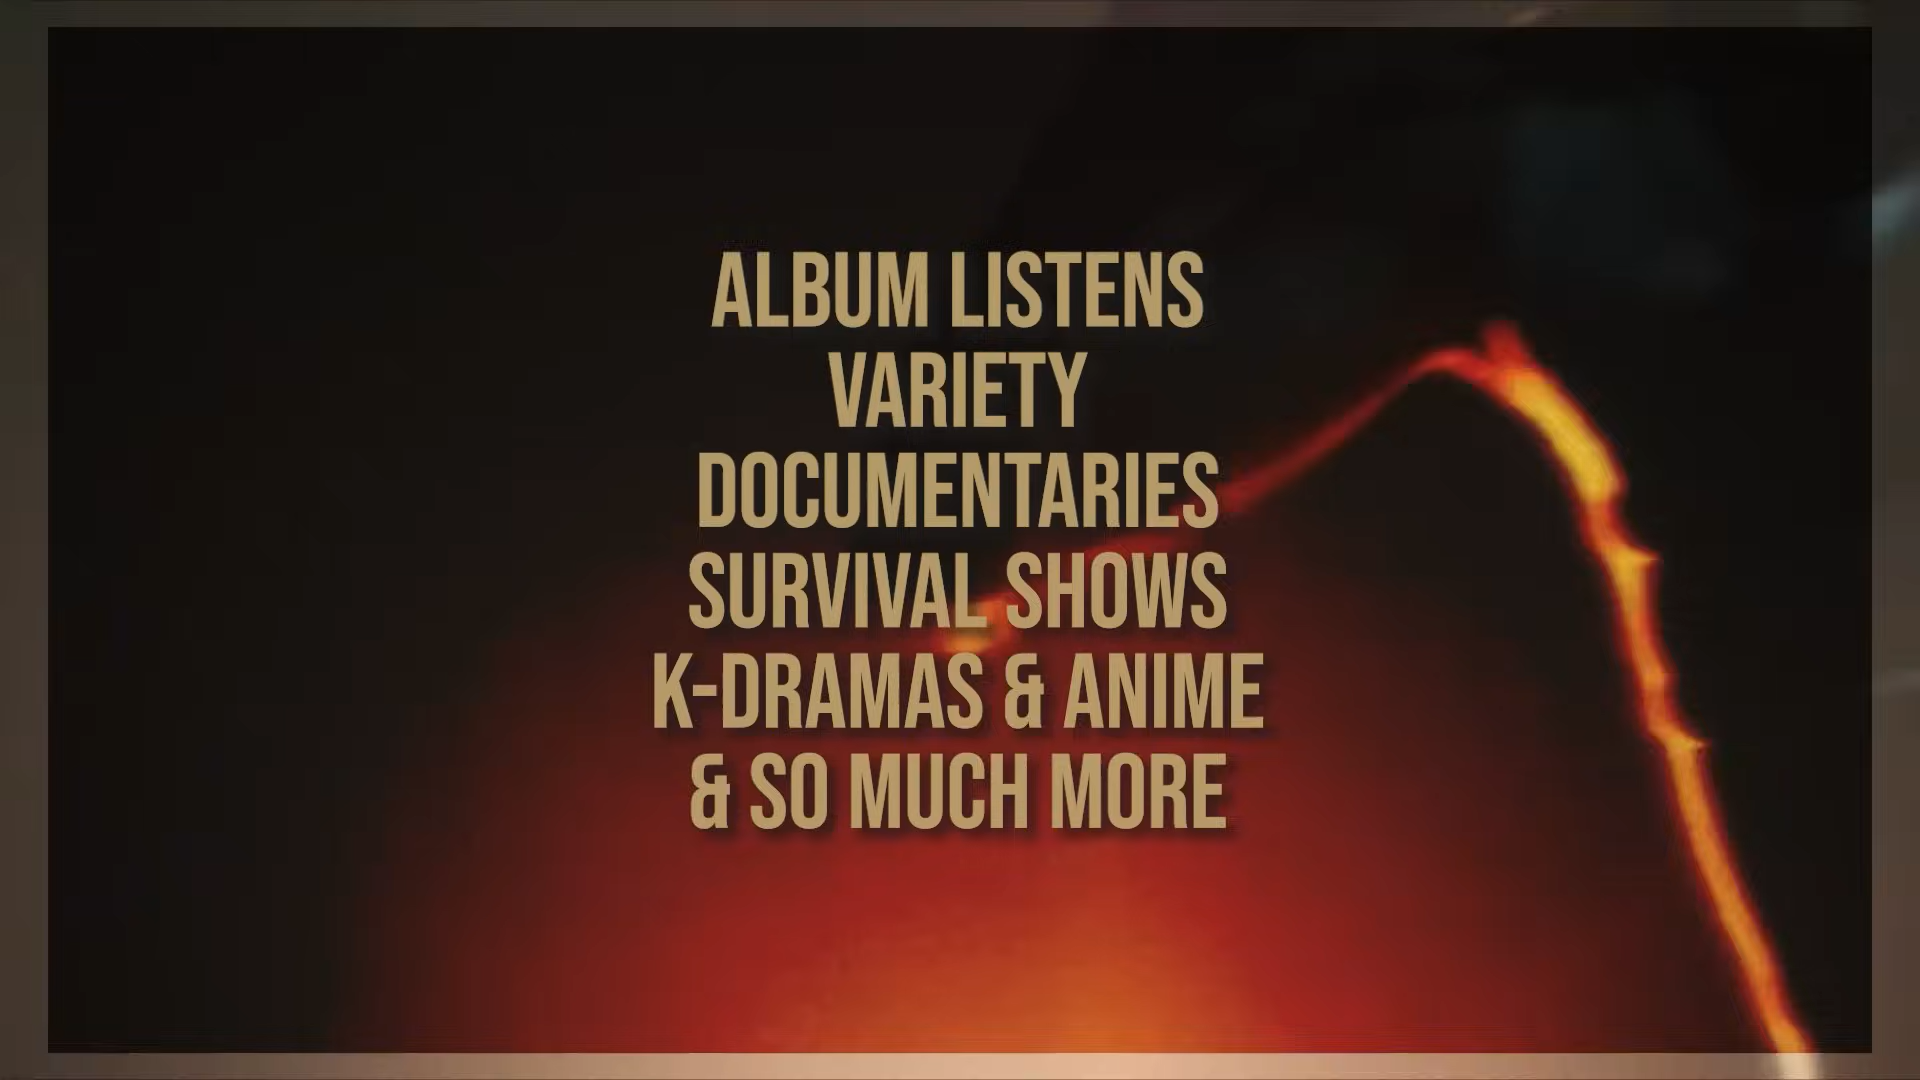 ALBUM LISTENS
VARIETY
DOCUMENTARIES
SURVIVAL SHOWS
K-DRAMAS & ANIME
& SO MUCH MORE